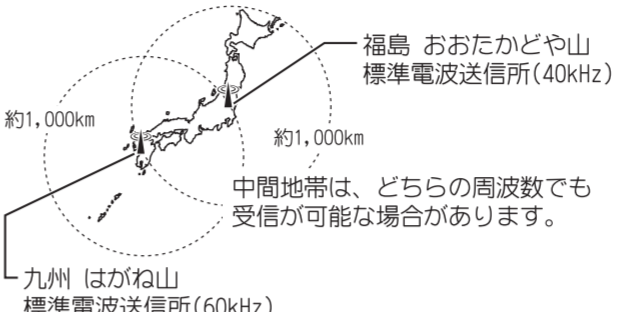 福島 おおたかどや山
標準電波送信所(40kHz)
約1,000km
約1,000km
中間地帯は、どちらの周波数でも
受信が可能な場合があります。
九州 はがね山
標準電波送信所(60kHz)